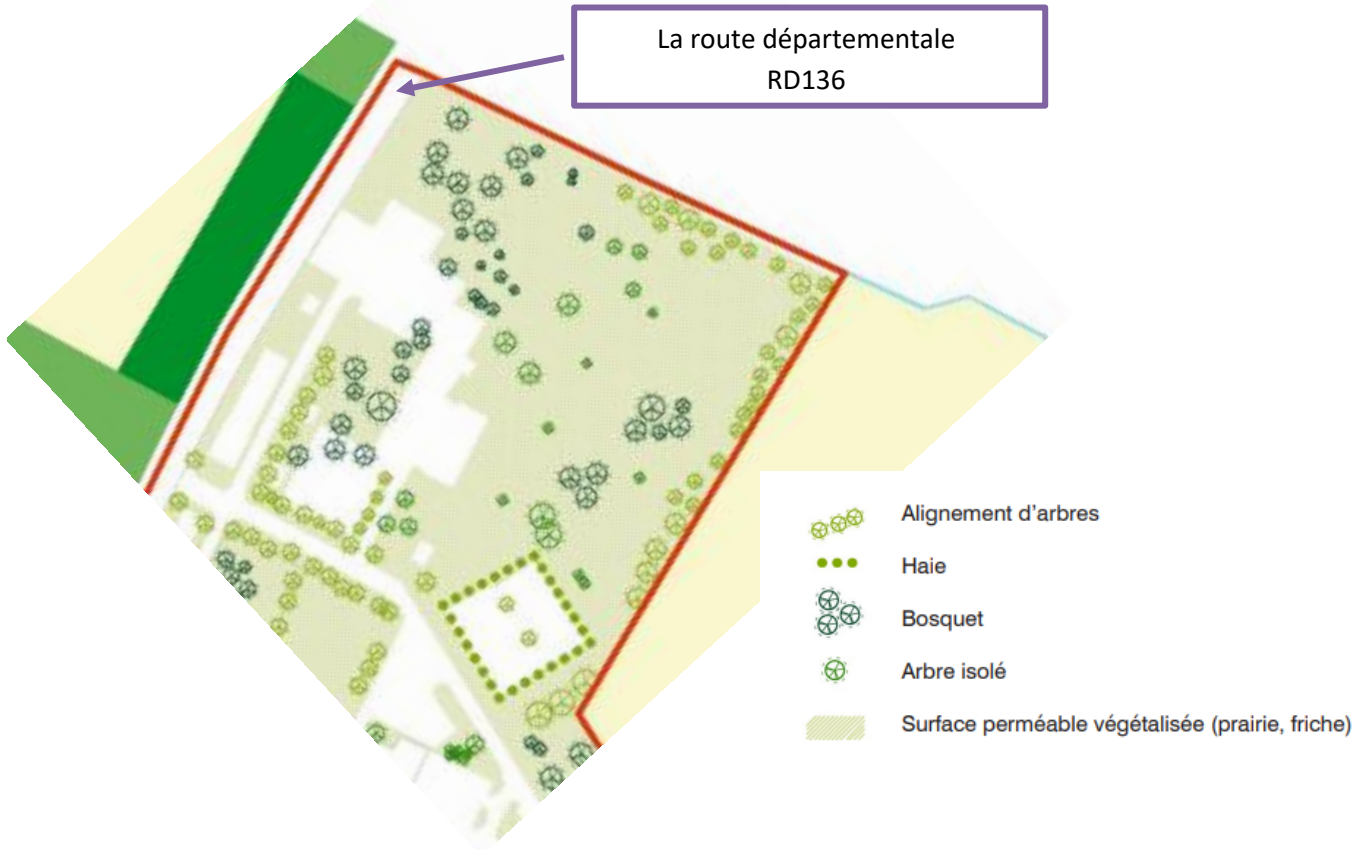 La route départementale
RD136
Alignement d'arbres
Haie
Bosquet
Arbre isolé
Surface perméable végétalisée (prairie, friche)